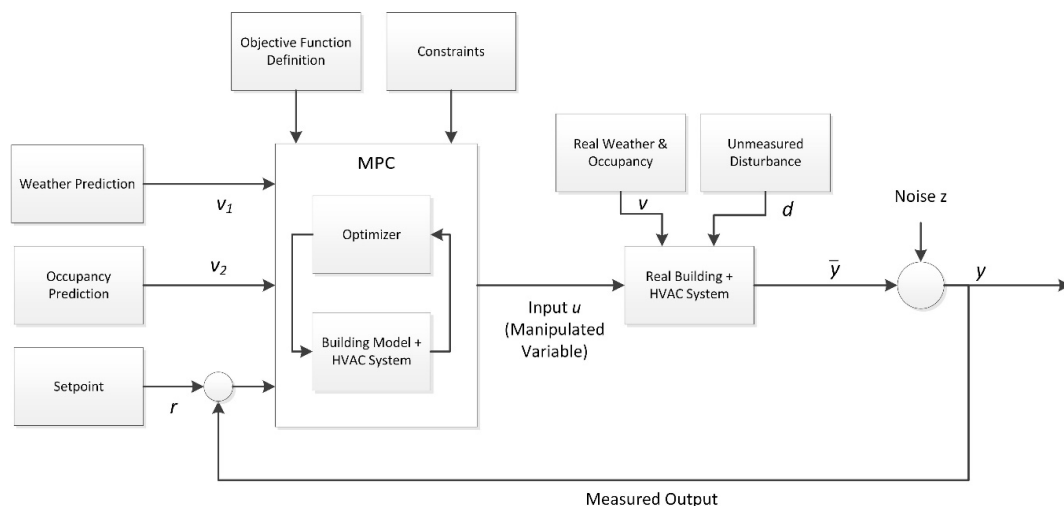 Objective Function
Definition
Constraints
MPC
Real Weather &
Occupancy
Unmeasured
Disturbance
Weather Prediction
v1
v
d
Noise z
Optimizer
Occupancy
Prediction
v2
Real Building +
HVAC System
ȳ
y
Input u
(Manipulated
Variable)
Building Model +
HVAC System
Setpoint
r
Measured Output